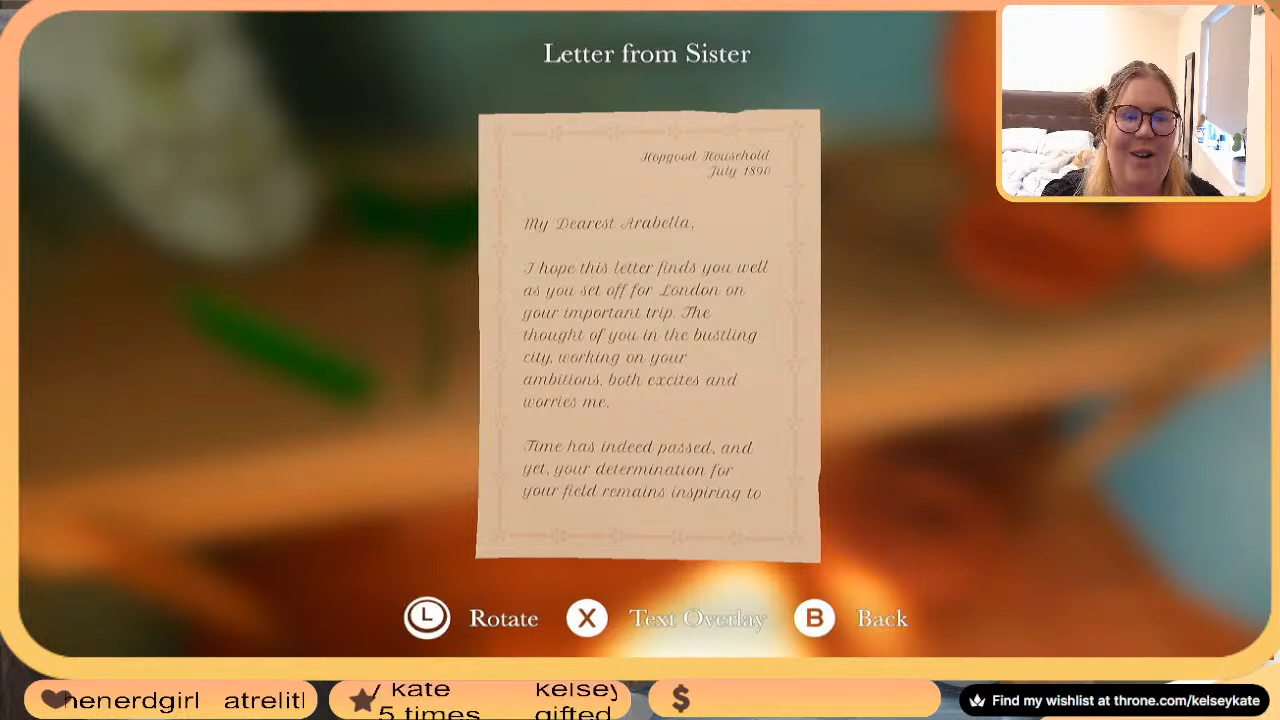 Letter from Sister
Hopgood Household
July 1890
My Dearest Arabella,
I hope this letter finds you well
as you set off for London on
your important trip. The
thought of you in the bustling
city, working on your
ambitions, both excites and
worries me.
Time has indeed passed, and
yet, your determination for
your field remains inspiring to
L Rotate X Text Overlay B Back
henerdgirl atreliti
y kate kelsey
5 times gifted
$
Find my wishlist at throne.com/kelseykate